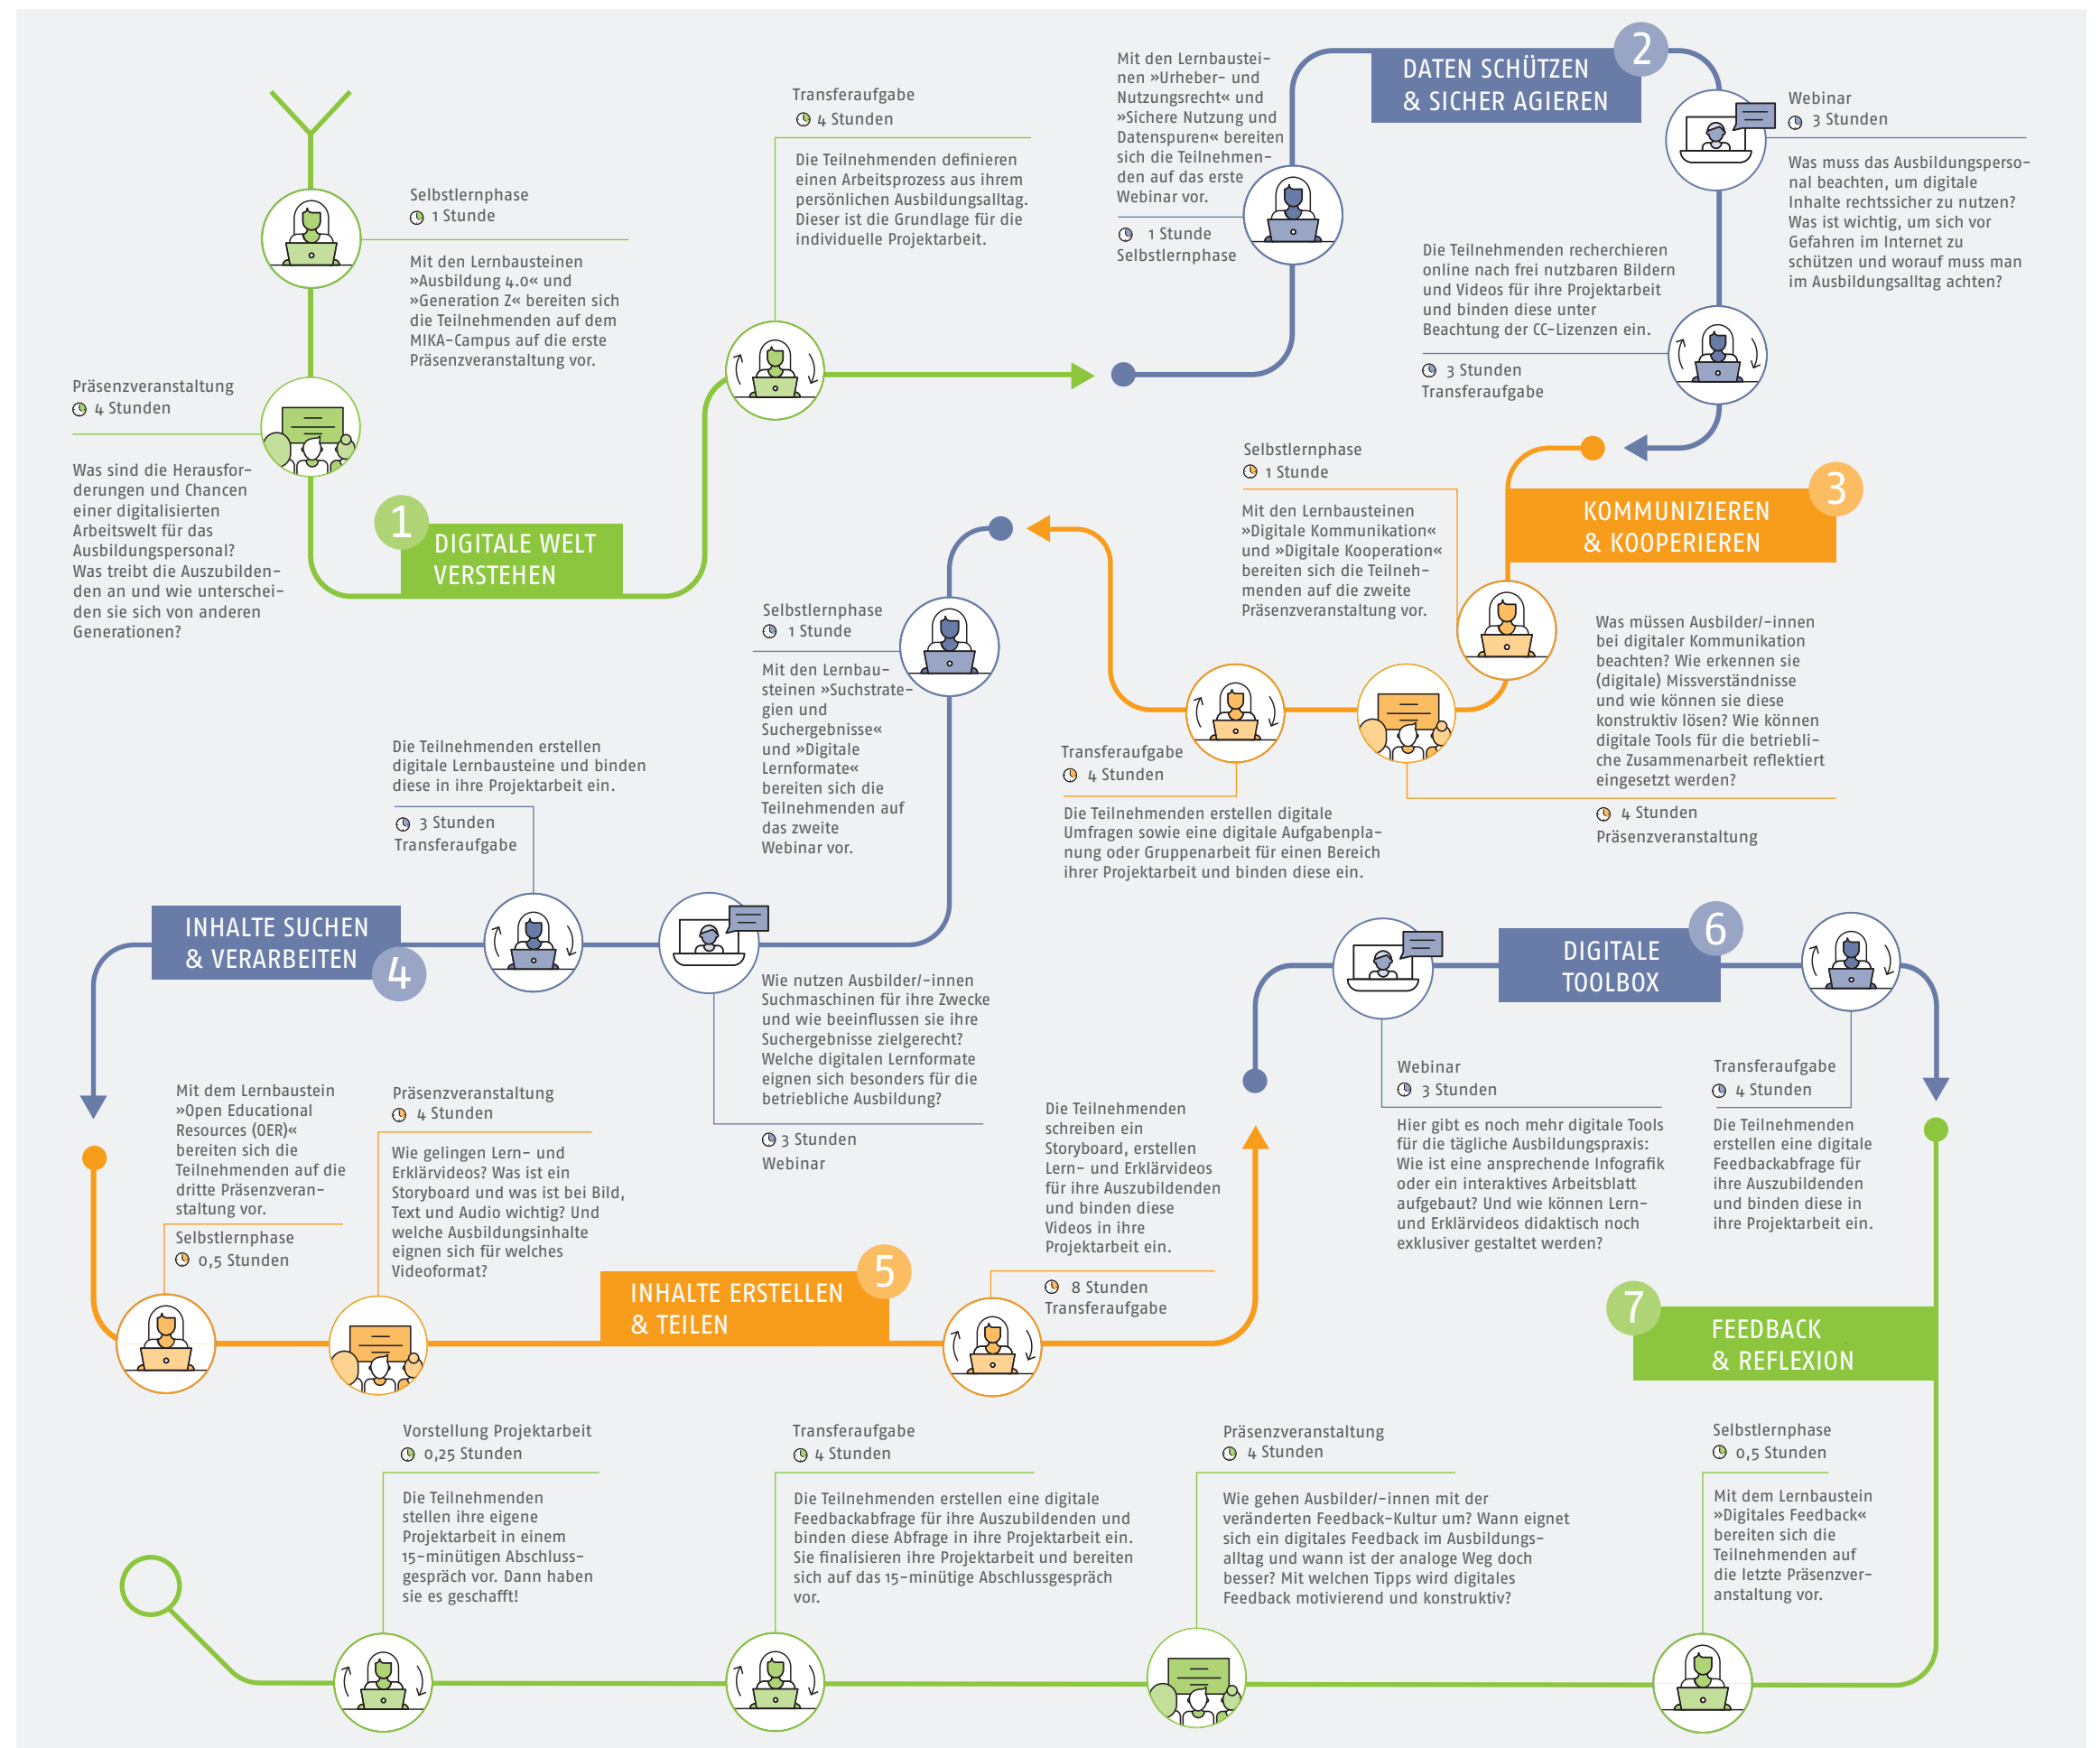 Selbstlernphase
1 Stunde
Mit den Lernbausteinen
»Ausbildung 4.0« und
»Generation Z« bereiten sich
die Teilnehmenden auf dem
MIKA-Campus auf die erste
Präsenzveranstaltung vor.
Präsenzveranstaltung
4 Stunden
Was sind die Herausfor-
derungen und Chancen
einer digitalisierten
Arbeitswelt für das
Ausbildungspersonal?
Was treibt die Auszubilden-
den an und wie unterschei-
den sie sich von anderen
Generationen?
1
DIGITALE WELT
VERSTEHEN
Transferaufgabe
4 Stunden
Die Teilnehmenden definieren
einen Arbeitsprozess aus ihrem
persönlichen Ausbildungsalltag.
Dieser ist die Grundlage für die
individuelle Projektarbeit.
Mit den Lernbaustei-
nen »Urheber- und
Nutzungsrecht« und
»Sichere Nutzung und
Datenspuren« bereiten
sich die Teilnehmen-
den auf das erste
Webinar vor.
1 Stunde
Selbstlernphase
2
DATEN SCHÜTZEN
& SICHER AGIEREN
Webinar
3 Stunden
Was muss das Ausbildungsperso-
nal beachten, um digitale
Inhalte rechtssicher zu nutzen?
Was ist wichtig, um sich vor
Gefahren im Internet zu
schützen und worauf muss man
im Ausbildungsalltag achten?
Die Teilnehmenden recherchieren
online nach frei nutzbaren Bildern
und Videos für ihre Projektarbeit
und binden diese unter
Beachtung der CC-Lizenzen ein.
3 Stunden
Transferaufgabe
3
KOMMUNIZIEREN
& KOOPERIEREN
Selbstlernphase
1 Stunde
Mit den Lernbausteinen
»Digitale Kommunikation«
und »Digitale Kooperation«
bereiten sich die Teilneh-
menden auf die zweite
Präsenzveranstaltung vor.
Was müssen Ausbilder/-innen
bei digitaler Kommunikation
beachten? Wie erkennen sie
(digitale) Missverständnisse
und wie können sie diese
konstruktiv lösen? Wie können
digitale Tools für die betriebli-
che Zusammenarbeit reflektiert
eingesetzt werden?
4 Stunden
Präsenzveranstaltung
Transferaufgabe
4 Stunden
Die Teilnehmenden erstellen digitale
Umfragen sowie eine digitale Aufgabenpla-
nung oder Gruppenarbeit für einen Bereich
ihrer Projektarbeit und binden diese ein.
Selbstlernphase
1 Stunde
Mit den Lernbau-
steinen »Suchstrate-
gien und
Suchergebnisse«
und »Digitale
Lernformate«
bereiten sich die
Teilnehmenden auf
das zweite
Webinar vor.
Wie nutzen Ausbilder/-innen
Suchmaschinen für ihre Zwecke
und wie beeinflussen sie ihre
Suchergebnisse zielgerecht?
Welche digitalen Lernformate
eignen sich besonders für die
betriebliche Ausbildung?
3 Stunden
Webinar
Die Teilnehmenden erstellen
digitale Lernbausteine und binden
diese in ihre Projektarbeit ein.
3 Stunden
Transferaufgabe
INHALTE SUCHEN
& VERARBEITEN
4
Mit dem Lernbaustein
»Open Educational
Resources (OER)«
bereiten sich die
Teilnehmenden auf die
dritte Präsenzveran-
staltung vor.
Selbstlernphase
0,5 Stunden
Präsenzveranstaltung
4 Stunden
Wie gelingen Lern- und
Erklärvideos? Was ist ein
Storyboard und was ist bei Bild,
Text und Audio wichtig? Und
welche Ausbildungsinhalte
eignen sich für welches
Videoformat?
5
INHALTE ERSTELLEN
& TEILEN
Die Teilnehmenden
schreiben ein
Storyboard, erstellen
Lern- und Erklärvideos
für ihre Auszubildenden
und binden diese
Videos in ihre
Projektarbeit ein.
8 Stunden
Transferaufgabe
6
DIGITALE
TOOLBOX
Webinar
3 Stunden
Hier gibt es noch mehr digitale Tools
für die tägliche Ausbildungspraxis:
Wie ist eine ansprechende Infografik
oder ein interaktives Arbeitsblatt
aufgebaut? Und wie können Lern-
und Erklärvideos didaktisch noch
exklusiver gestaltet werden?
Transferaufgabe
4 Stunden
Die Teilnehmenden
erstellen eine digitale
Feedbackabfrage für
ihre Auszubildenden
und binden diese in
ihre Projektarbeit ein.
7
FEEDBACK
& REFLEXION
Selbstlernphase
0,5 Stunden
Mit dem Lernbaustein
»Digitales Feedback«
bereiten sich die
Teilnehmenden auf
die letzte Präsenzver-
anstaltung vor.
Präsenzveranstaltung
4 Stunden
Wie gehen Ausbilder/-innen mit der
veränderten Feedback-Kultur um? Wann eignet
sich ein digitales Feedback im Ausbildungs-
alltag und wann ist der analoge Weg doch
besser? Mit welchen Tipps wird digitales
Feedback motivierend und konstruktiv?
Transferaufgabe
4 Stunden
Die Teilnehmenden erstellen eine digitale
Feedbackabfrage für ihre Auszubildenden und
binden diese Abfrage in ihre Projektarbeit ein.
Sie finalisieren ihre Projektarbeit und bereiten
sich auf das 15-minütige Abschlussgespräch
vor.
Vorstellung Projektarbeit
0,25 Stunden
Die Teilnehmenden
stellen ihre eigene
Projektarbeit in einem
15-minütigen Abschluss-
gespräch vor. Dann haben
sie es geschafft!